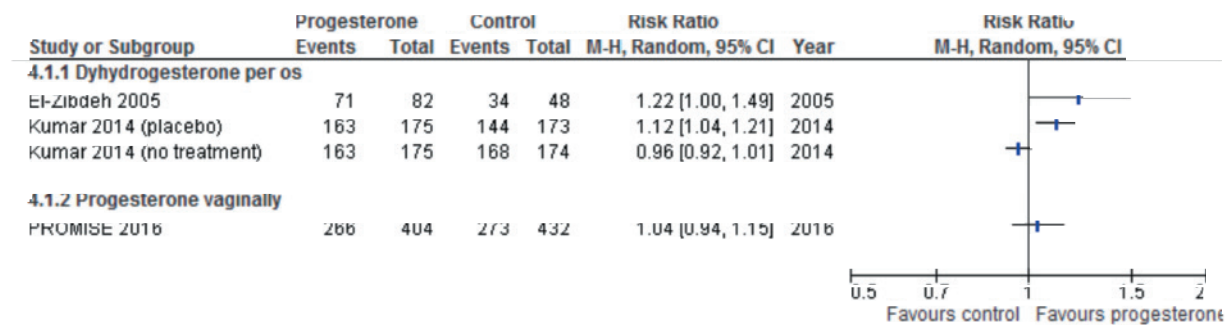 Progesterone Control Risk Ratio Risk Ratio
Study or Subgroup Events Total Events Total M-H, Random, 95% CI Year M-H, Random, 95% CI
4.1.1 Dyhydrogesterone per os
El-Zibdeh 2005 71 82 34 48 1.22 [1.00, 1.49] 2005
Kumar 2014 (placebo) 163 175 144 173 1.12 [1.04, 1.21] 2014
Kumar 2014 (no treatment) 163 175 168 174 0.96 [0.92, 1.01] 2014
4.1.2 Progesterone vaginally
PROMISE 2016 266 404 273 432 1.04 [0.94, 1.15] 2016
0.5 0.7 1 1.5 2
Favours control Favours progesterone